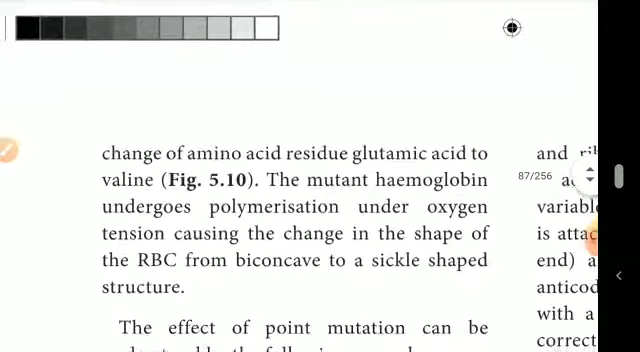 change of amino acid residue glutamic acid to
valine (Fig. 5.10). The mutant haemoglobin
undergoes polymerisation under oxygen
tension causing the change in the shape of
the RBC from biconcave to a sickle shaped
structure.
The effect of point mutation can be
and
87/256
variabl
is attac
end) a
anticod
with a
correct